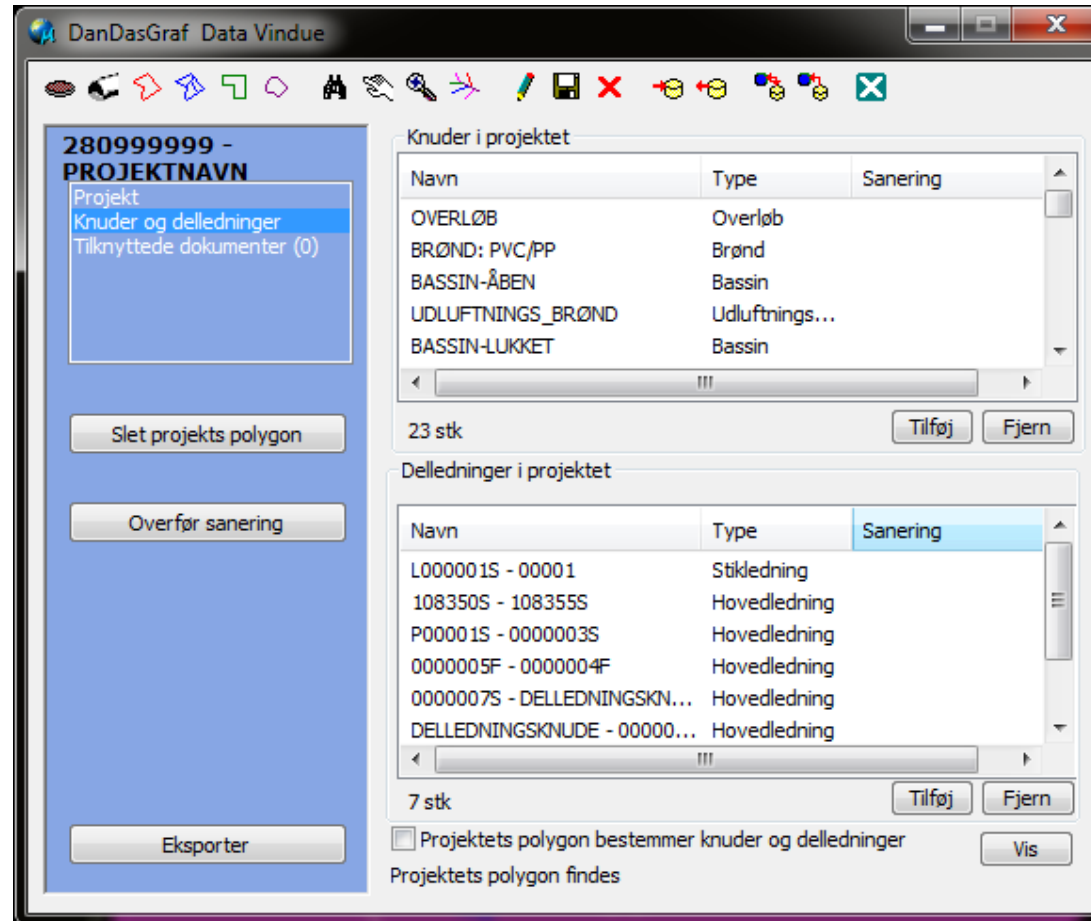 DanDasGraf Data Vindue
280999999 -
PROJEKTNAVN
Projekt
Knuder og delledninger
Tilknyttede dokumenter (0)
Slet projekts polygon
Overfør sanering
Eksporter
Knuder i projektet
Navn Type Sanering
OVERLØB Overløb
BRØND: PVC/PP Brønd
BASSIN-ÅBEN Bassin
UDLUFTNINGS_BRØND Udluftnings...
BASSIN-LUKKET Bassin
23 stk Tilføj Fjern
Delledninger i projektet
Navn Type Sanering
L000001S - 00001 Stikledning
108350S - 108355S Hovedledning
P00001S - 0000003S Hovedledning
0000005F - 0000004F Hovedledning
0000007S - DELLEDNINGSKN... Hovedledning
DELLEDNINGSKNUDE - 00000... Hovedledning
7 stk Tilføj Fjern
Projektets polygon bestemmer knuder og delledninger Vis
Projektets polygon findes